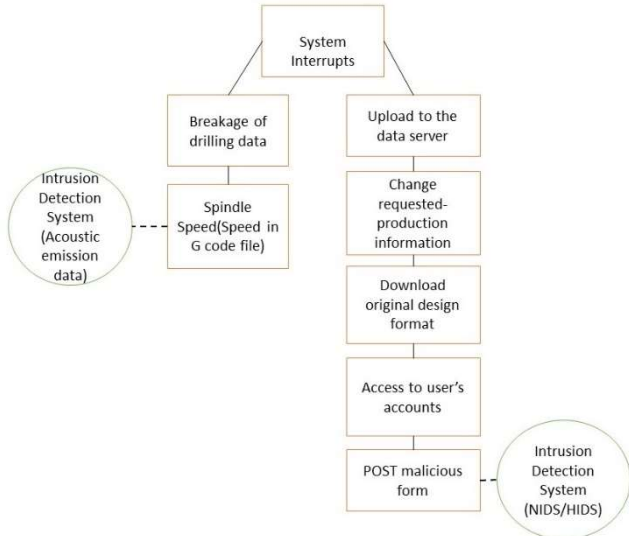 System
Interrupts
Breakage of
drilling data
Upload to the
data server
Intrusion
Detection
System
(Acoustic
emission
data)
Spindle
Speed(Speed in
G code file)
Change
requested-
production
information
Download
original design
format
Access to user's
accounts
POST malicious
form
Intrusion
Detection
System
(NIDS/HIDS)